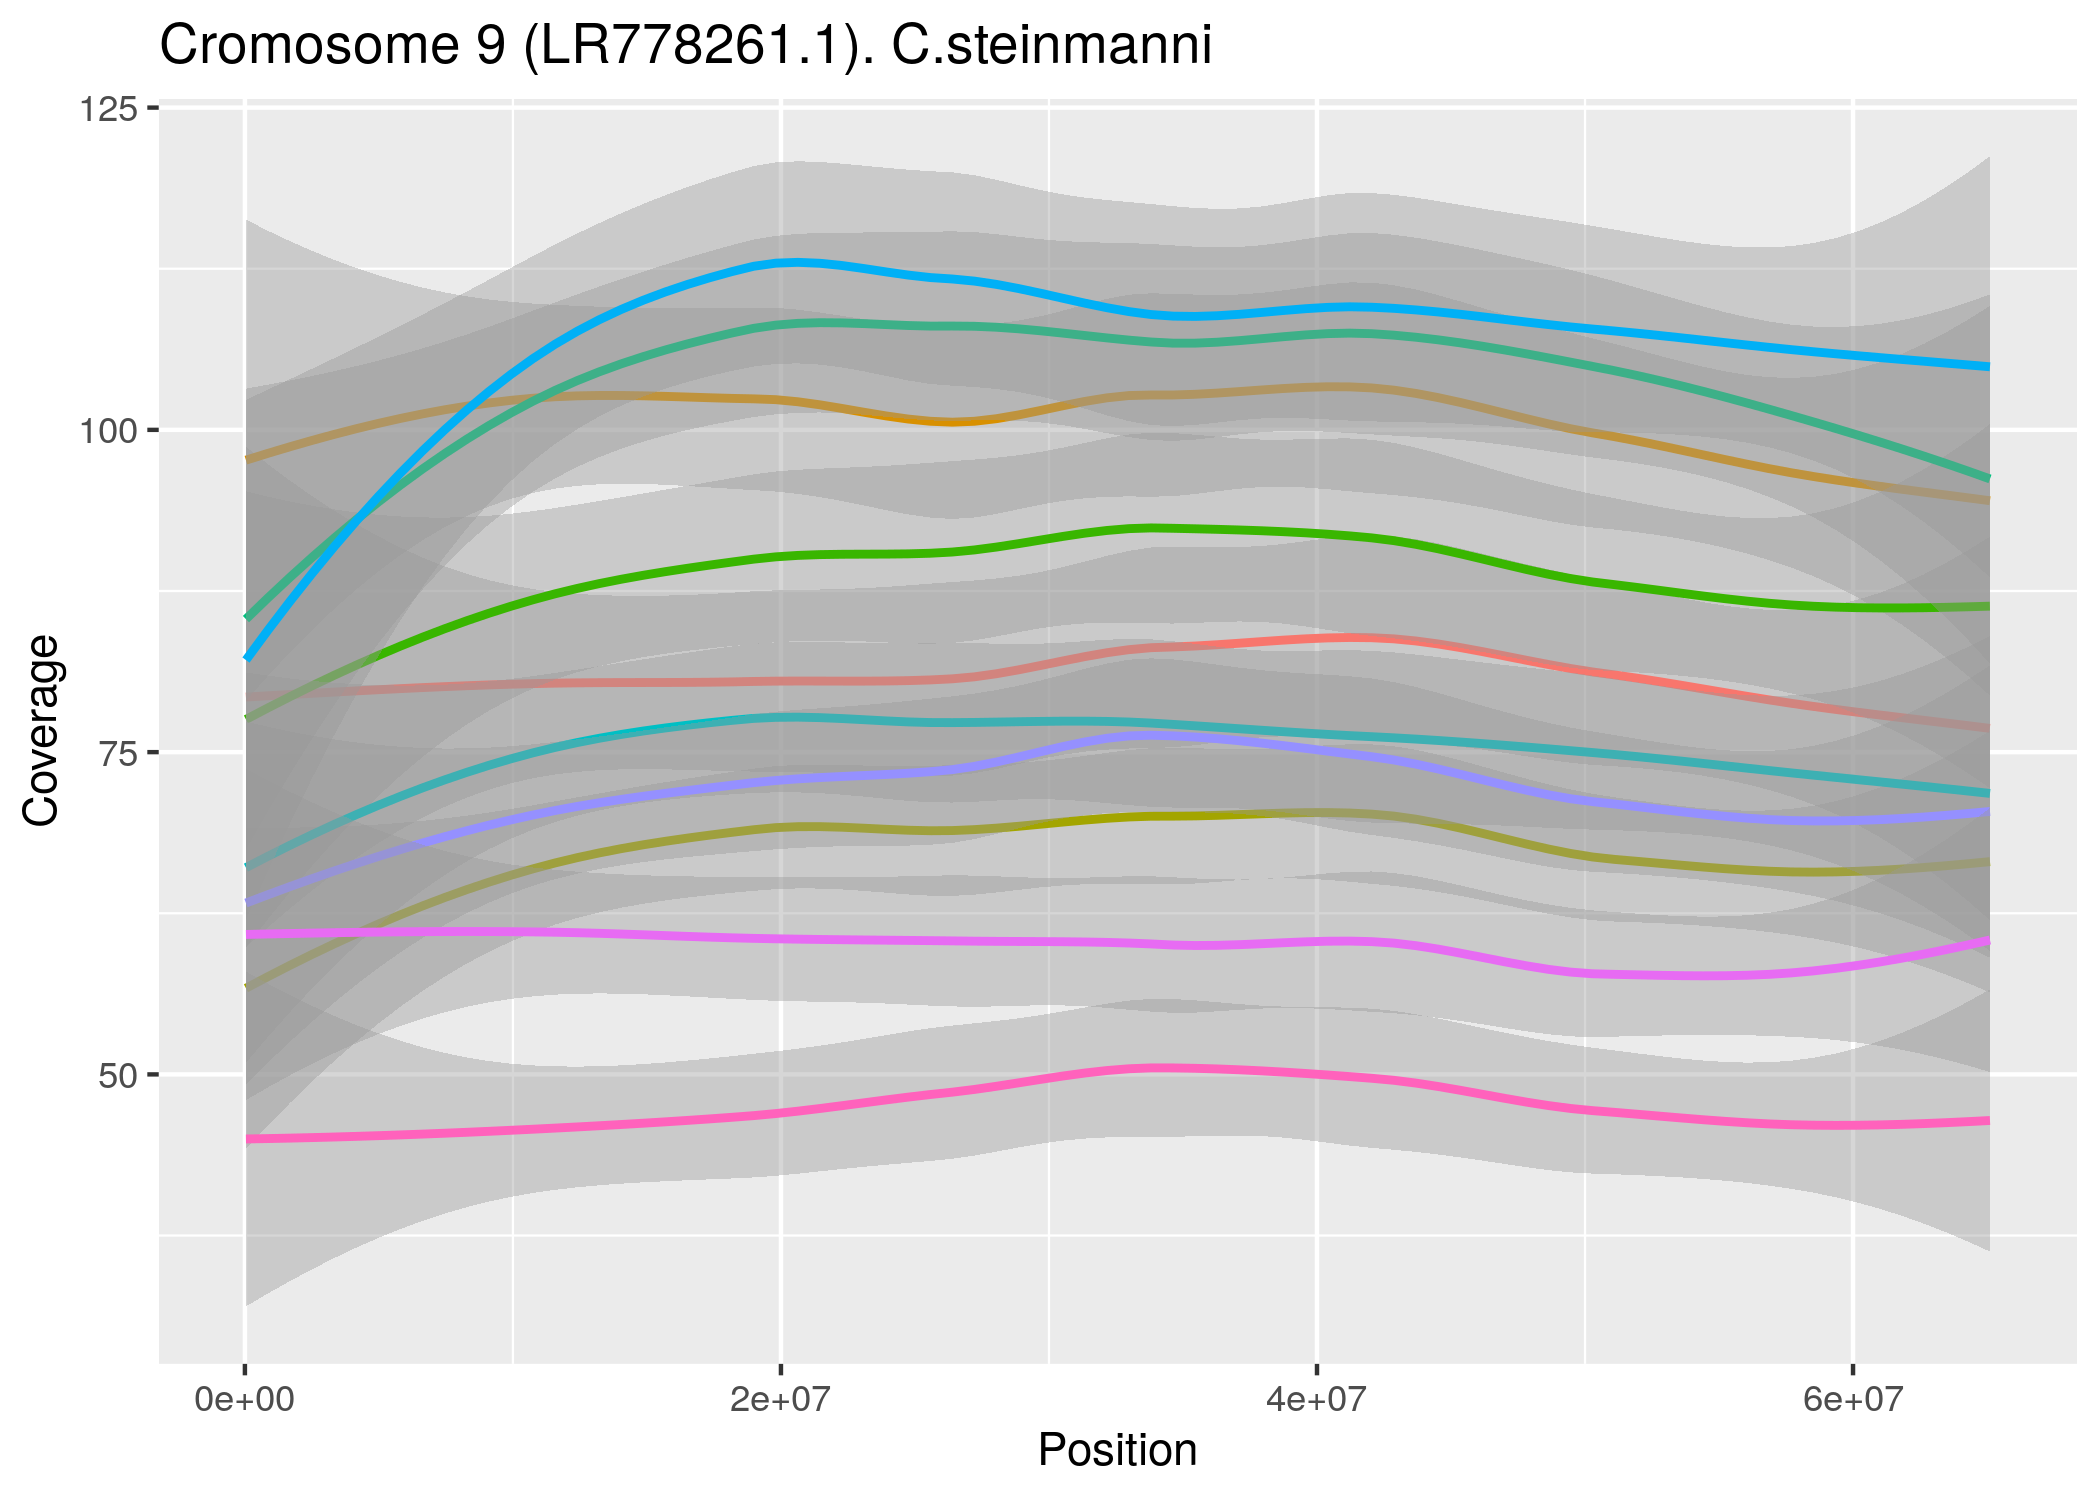 Cromosome 9 (LR778261.1). C.steinmanni
125
100
75
50
Coverage
0e+00
2e+07
4e+07
6e+07
Position